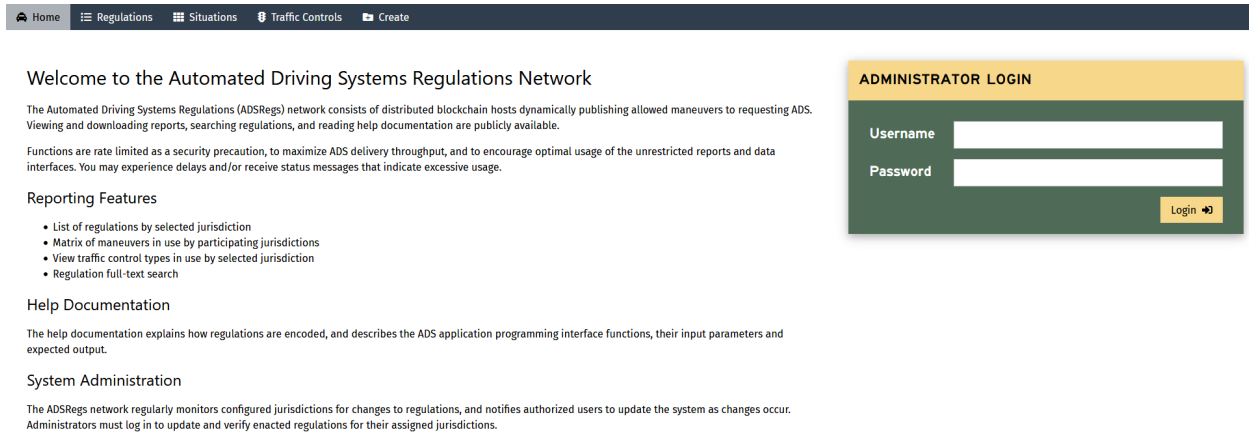 Home Regulations Situations Traffic Controls Create
Welcome to the Automated Driving Systems Regulations Network
The Automated Driving Systems Regulations (ADSRegs) network consists of distributed blockchain hosts dynamically publishing allowed maneuvers to requesting ADS.
Viewing and downloading reports, searching regulations, and reading help documentation are publicly available.
Functions are rate limited as a security precaution, to maximize ADS delivery throughput, and to encourage optimal usage of the unrestricted reports and data
interfaces. You may experience delays and/or receive status messages that indicate excessive usage.
Reporting Features
• List of regulations by selected jurisdiction
• Matrix of maneuvers in use by participating jurisdictions
• View traffic control types in use by selected jurisdiction
• Regulation full-text search
Help Documentation
The help documentation explains how regulations are encoded, and describes the ADS application programming interface functions, their input parameters and
expected output.
System Administration
The ADSRegs network regularly monitors configured jurisdictions for changes to regulations, and notifies authorized users to update the system as changes occur.
Administrators must log in to update and verify enacted regulations for their assigned jurisdictions.
ADMINISTRATOR LOGIN
Username
Password
Login